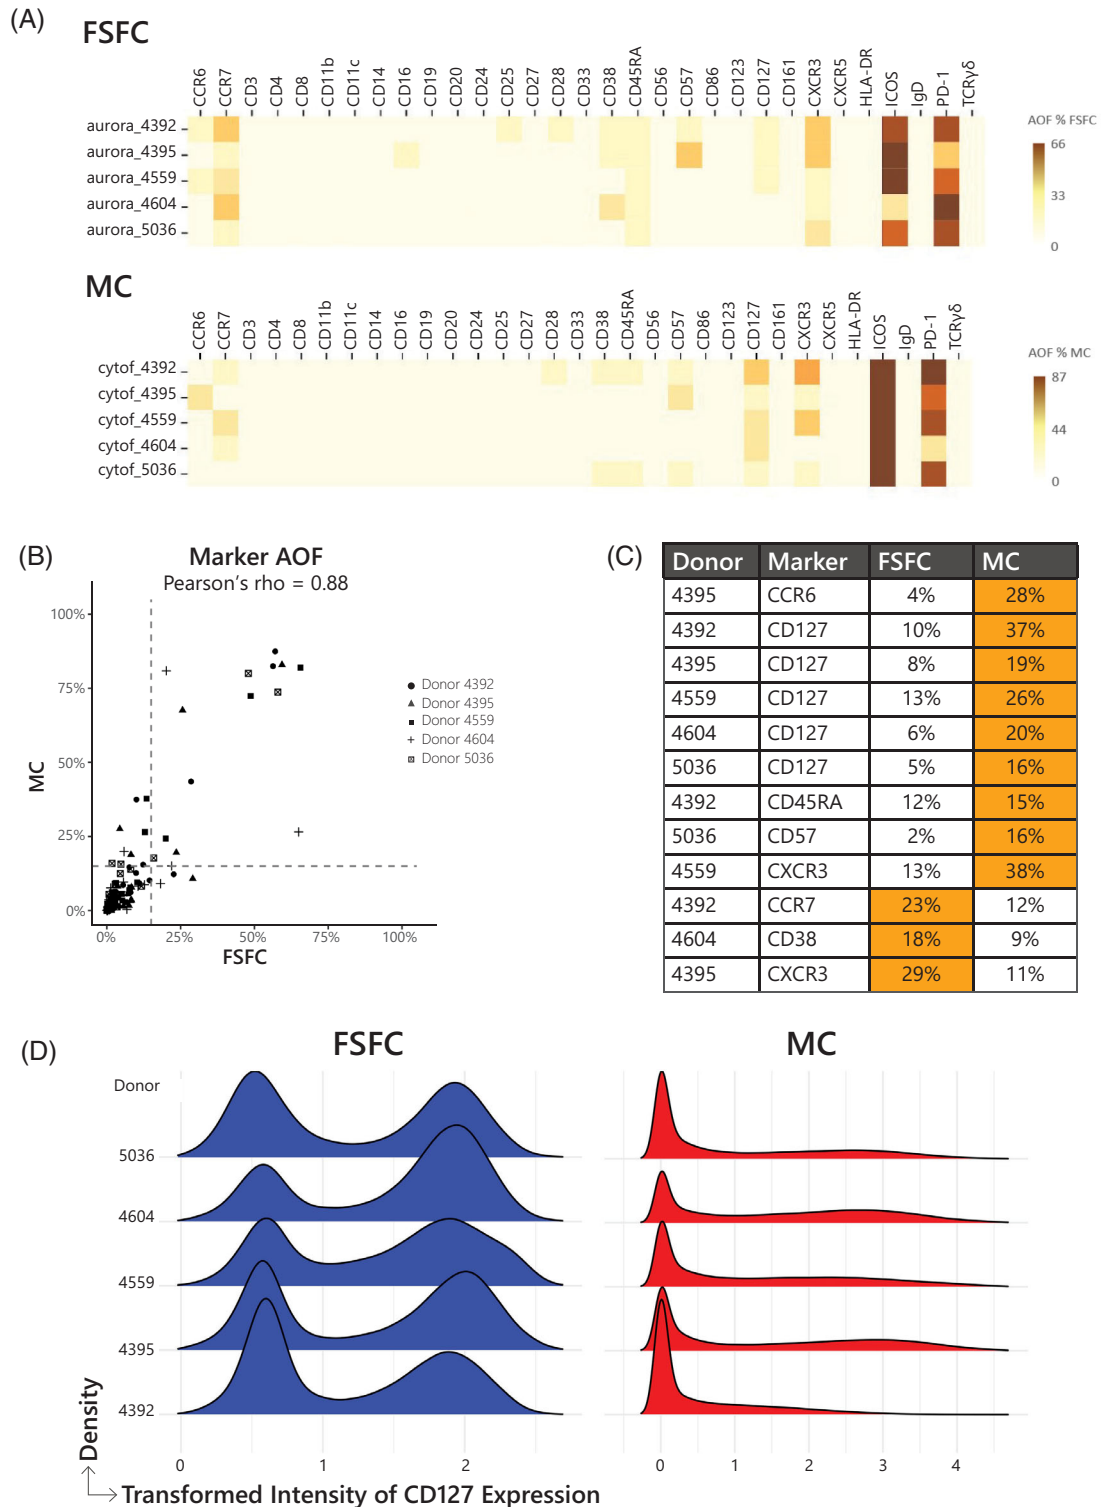 (A)
FSFC
CCR6 CCR7 CD3 CD4 CD8 CD11b CD11c CD14 CD16 CD19 CD20 CD24 CD25 CD27 CD28 CD33 CD38 CD45RA CD56 CD57 CD86 CD123 CD127 CD161 CXCR3 CXCR5 HLA-DR ICOS IgD PD-1 TCRγδ
aurora_4392
aurora_4395
aurora_4559
aurora_4604
aurora_5036
AOF % FSFC
66
33
0
MC
CCR6 CCR7 CD3 CD4 CD8 CD11b CD11c CD14 CD16 CD19 CD20 CD24 CD25 CD27 CD28 CD33 CD38 CD45RA CD56 CD57 CD86 CD123 CD127 CD161 CXCR3 CXCR5 HLA-DR ICOS IgD PD-1 TCRγδ
cytof_4392
cytof_4395
cytof_4559
cytof_4604
cytof_5036
AOF % MC
87
44
0
(B)
Marker AOF
Pearson's rho = 0.88
100%
75%
50%
25%
0%
MC
0% 25% 50% 75% 100%
FSFC
Donor 4392
Donor 4395
Donor 4559
Donor 4604
Donor 5036
(C)
Donor Marker FSFC MC
4395 CCR6 4% 28%
4392 CD127 10% 37%
4395 CD127 8% 19%
4559 CD127 13% 26%
4604 CD127 6% 20%
5036 CD127 5% 16%
4392 CD45RA 12% 15%
5036 CD57 2% 16%
4559 CXCR3 13% 38%
4392 CCR7 23% 12%
4604 CD38 18% 9%
4395 CXCR3 29% 11%
(D)
FSFC MC
Donor
5036
4604
4559
4395
4392
Density
0 1 2
0 1 2 3 4
Transformed Intensity of CD127 Expression